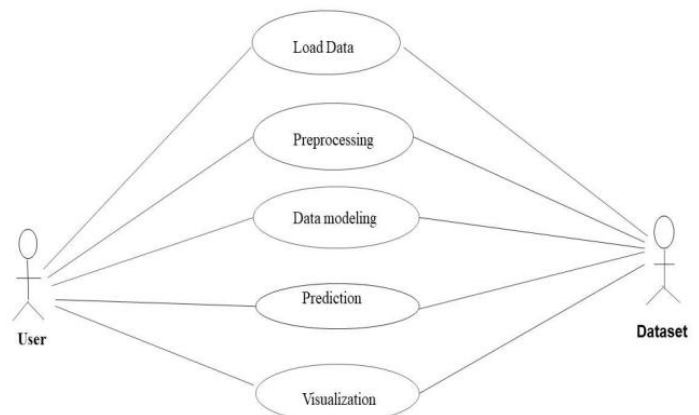 Load Data
Preprocessing
Data modeling
Prediction
Visualization
User
Dataset